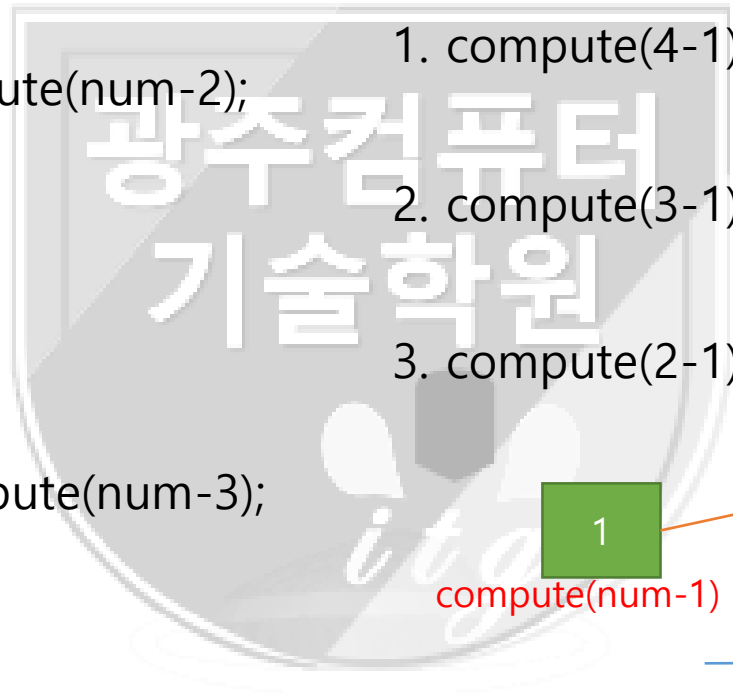 1. compute(4-1)
ute(num-2);
광주컴퓨터
2. compute(3-1)
기술학원
3. compute(2-1)
pute(num-3);
1
itg
compute(num-1)